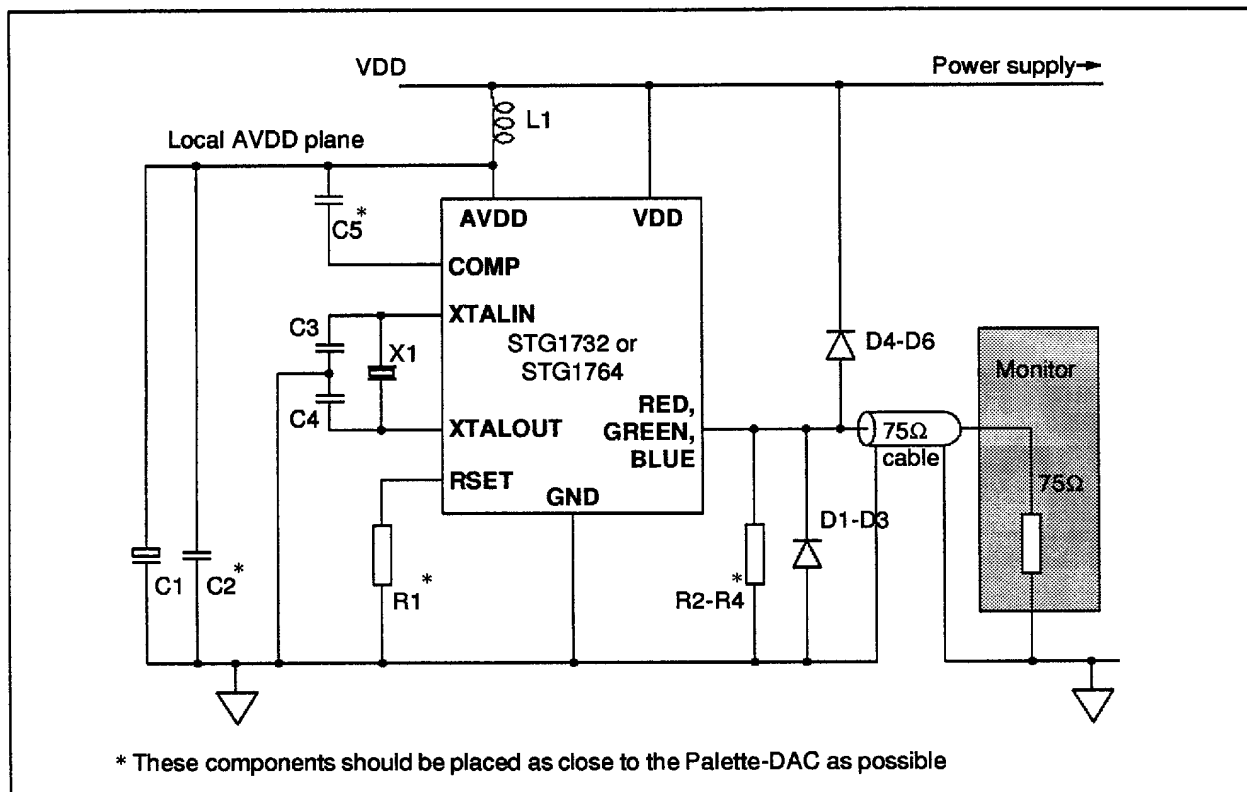 VDD
Power supply→
L1
Local AVDD plane
AVDD
VDD
C5*
COMP
C3
XTALIN
X1
STG1732 or
STG1764
D4-D6
Monitor
C4
RED,
XTALOUT
GREEN,
75Ω
BLUE
cable
RSET
75Ω
GND
D1-D3
C1
C2*
R1*
R2-R4*
* These components should be placed as close to the Palette-DAC as possible